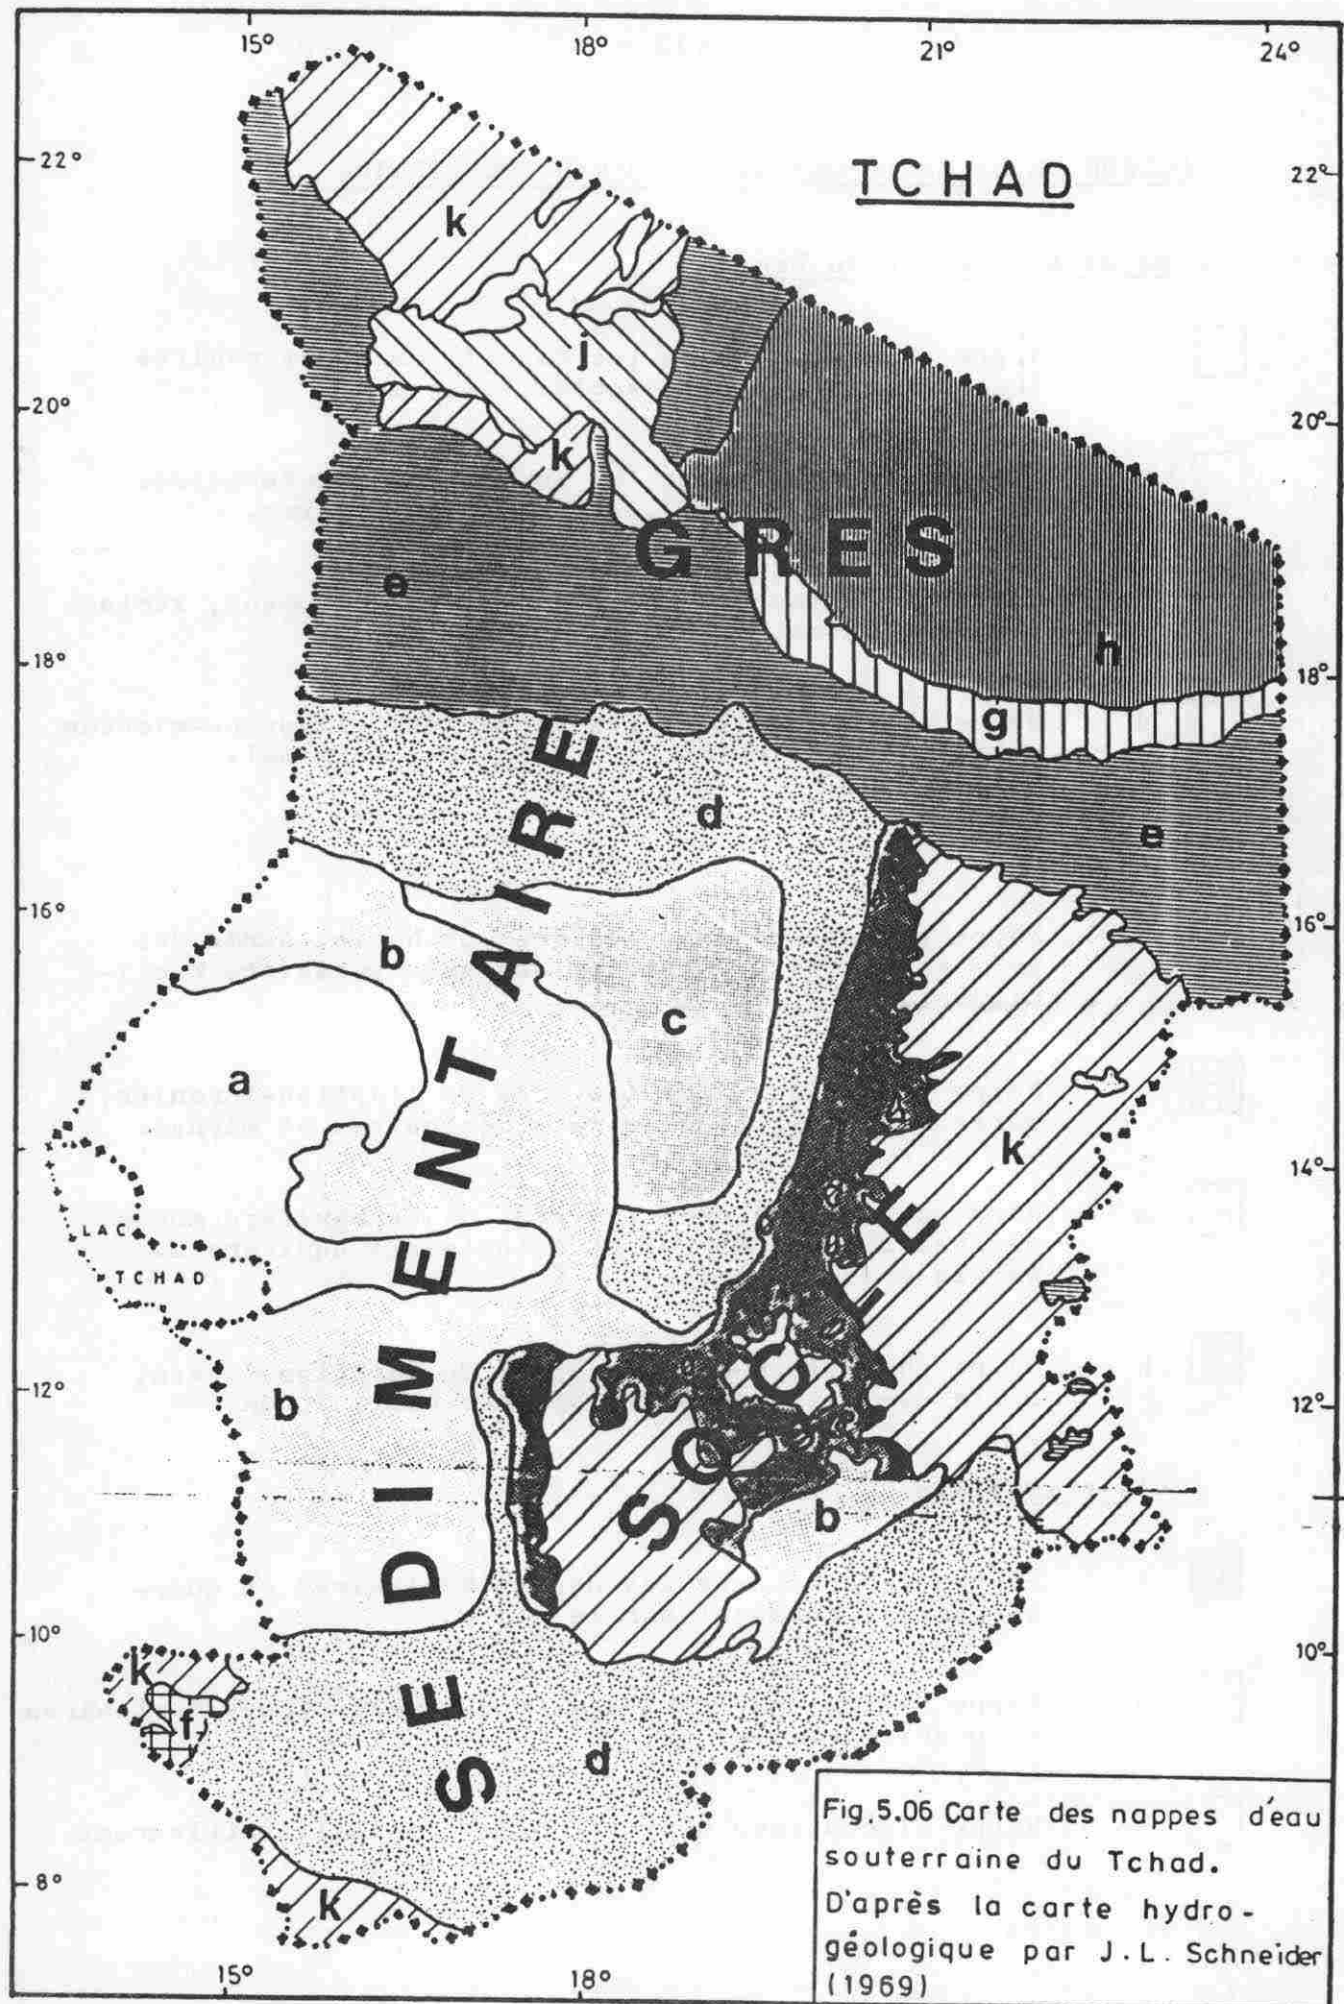 15° 18° 21° 24°
22° TCHAD 22°
k
j
20° 20°
k
GRES
e
h
18° 18°
g
d
e
16° 16°
b
c
a
k
14°
LAC
TCHAD
SEDIMENTAIRE
SOCLE
12° 12°
b
b
10° 10°
k
f
d
8°
k
15° 18°
Fig.5.06 Carte des nappes d'eau
souterraine du Tchad.
D'après la carte hydro-
géologique par J.L. Schneider
(1969)